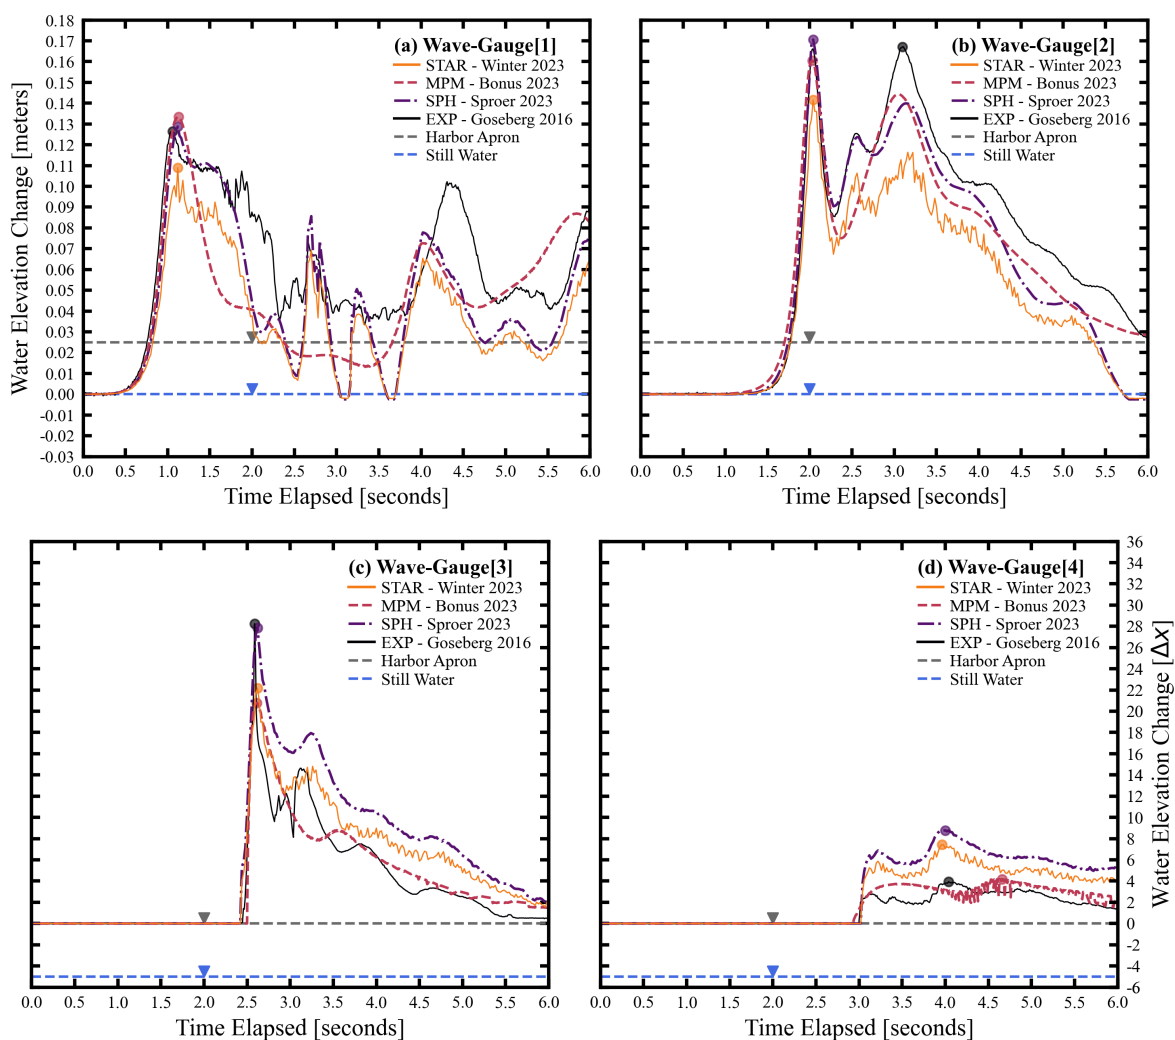 Water Elevation Change [meters]
0.18
0.17
0.16
0.15
0.14
0.13
0.12
0.11
0.10
0.09
0.08
0.07
0.06
0.05
0.04
0.03
0.02
0.01
0.00
-0.01
-0.02
-0.03
(a) Wave-Gauge[1]
STAR - Winter 2023
MPM - Bonus 2023
SPH - Sproer 2023
EXP - Goseberg 2016
Harbor Apron
Still Water
0.0 0.5 1.0 1.5 2.0 2.5 3.0 3.5 4.0 4.5 5.0 5.5 6.0
Time Elapsed [seconds]
(b) Wave-Gauge[2]
STAR - Winter 2023
MPM - Bonus 2023
SPH - Sproer 2023
EXP - Goseberg 2016
Harbor Apron
Still Water
0.0 0.5 1.0 1.5 2.0 2.5 3.0 3.5 4.0 4.5 5.0 5.5 6.0
Time Elapsed [seconds]
(c) Wave-Gauge[3]
STAR - Winter 2023
MPM - Bonus 2023
SPH - Sproer 2023
EXP - Goseberg 2016
Harbor Apron
Still Water
0.0 0.5 1.0 1.5 2.0 2.5 3.0 3.5 4.0 4.5 5.0 5.5 6.0
Time Elapsed [seconds]
(d) Wave-Gauge[4]
STAR - Winter 2023
MPM - Bonus 2023
SPH - Sproer 2023
EXP - Goseberg 2016
Harbor Apron
Still Water
0.0 0.5 1.0 1.5 2.0 2.5 3.0 3.5 4.0 4.5 5.0 5.5 6.0
Time Elapsed [seconds]
36
34
32
30
28
26
24
22
20
18
16
14
12
10
8
6
4
2
0
-2
-4
-6
Water Elevation Change [Δx]